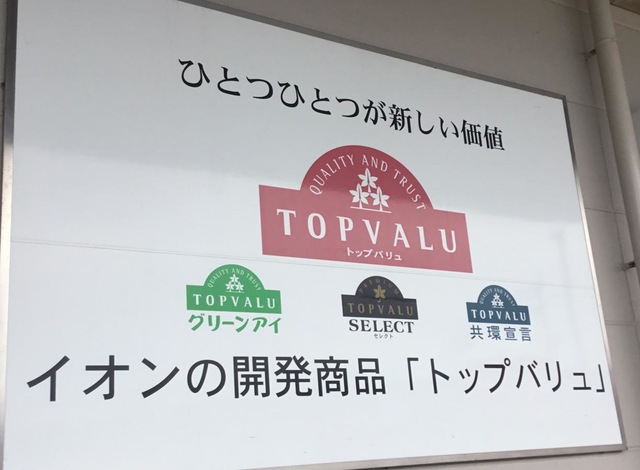 ひとつひとつが新しい価値
QUALITY AND TRUST
TOPVALU
トップバリュ
QUALITY AND TRUST
TOPVALU
グリーンアイ
PREMIUM
TOPVALU
SELECT
セレクト
QUALITY AND TRUST
TOPVALU
共環宣言
イオンの開発商品「トップバリュ」